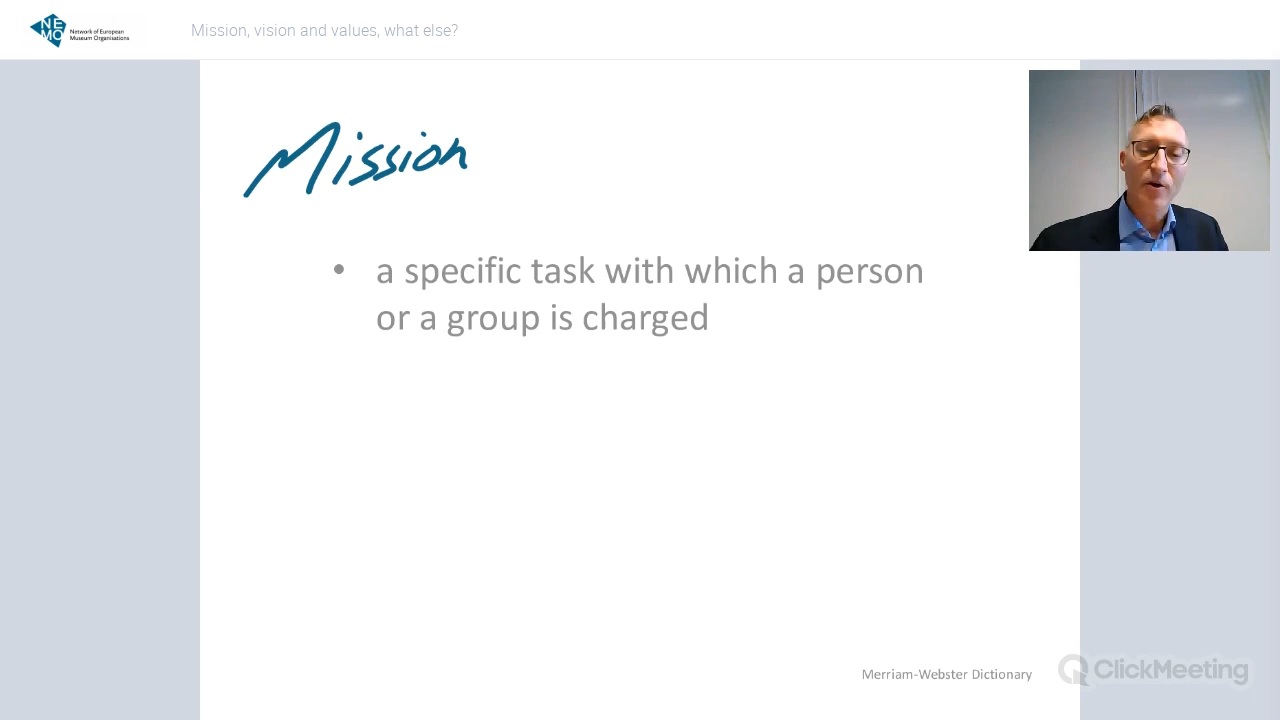 NE
MO
Network of European
Museum Organisations
Mission, vision and values, what else?
Mission
• a specific task with which a person
or a group is charged
Merriam-Webster Dictionary
ClickMeeting